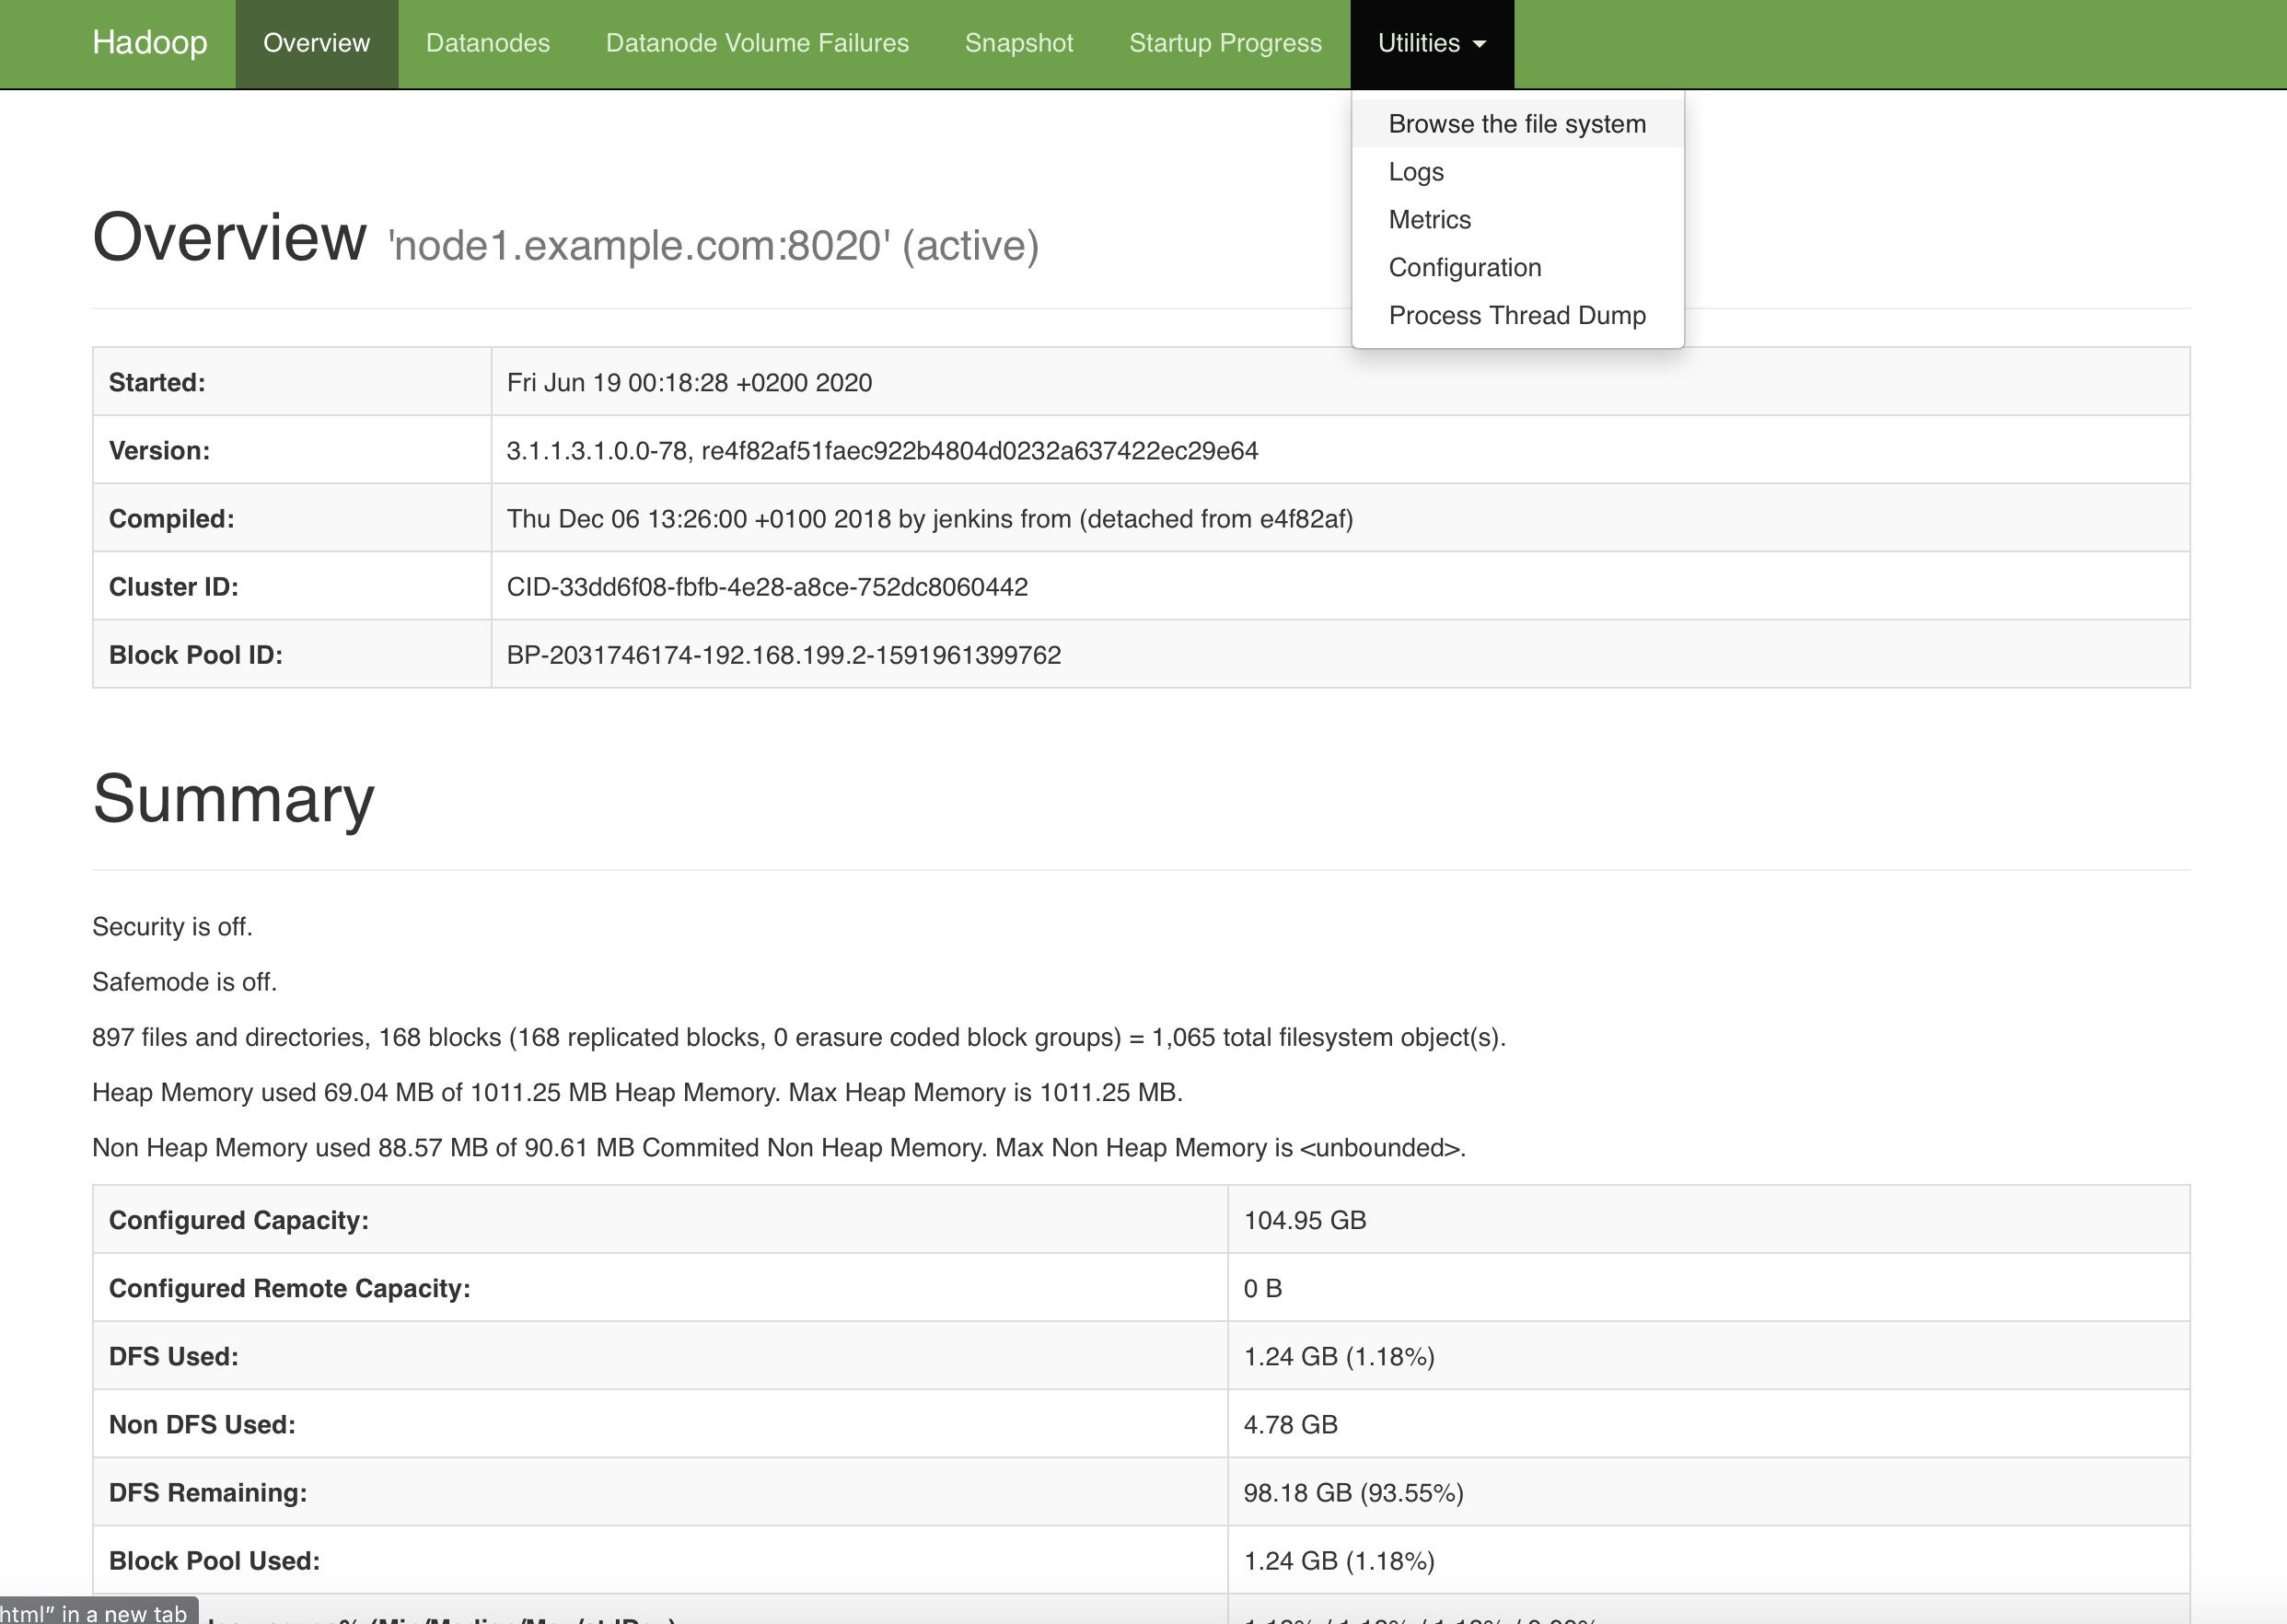 Hadoop Overview Datanodes Datanode Volume Failures Snapshot Startup Progress Utilities
Browse the file system
Logs
Metrics
Configuration
Process Thread Dump
Overview 'node1.example.com:8020' (active)
Started: Fri Jun 19 00:18:28 +0200 2020
Version: 3.1.1.3.1.0.0-78, re4f82af51faec922b4804d0232a637422ec29e64
Compiled: Thu Dec 06 13:26:00 +0100 2018 by jenkins from (detached from e4f82af)
Cluster ID: CID-33dd6f08-fbfb-4e28-a8ce-752dc8060442
Block Pool ID: BP-2031746174-192.168.199.2-1591961399762
Summary
Security is off.
Safemode is off.
897 files and directories, 168 blocks (168 replicated blocks, 0 erasure coded block groups) = 1,065 total filesystem object(s).
Heap Memory used 69.04 MB of 1011.25 MB Heap Memory. Max Heap Memory is 1011.25 MB.
Non Heap Memory used 88.57 MB of 90.61 MB Commited Non Heap Memory. Max Non Heap Memory is <unbounded>.
Configured Capacity: 104.95 GB
Configured Remote Capacity: 0 B
DFS Used: 1.24 GB (1.18%)
Non DFS Used: 4.78 GB
DFS Remaining: 98.18 GB (93.55%)
Block Pool Used: 1.24 GB (1.18%)
html” in a new tab